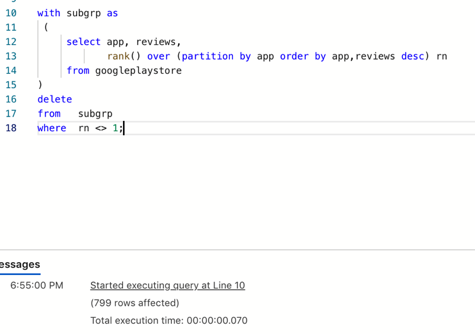 10 with subgrp as
11 (
12 select app, reviews,
13 rank() over (partition by app order by app,reviews desc) rn
14 from googleplaystore
15 )
16 delete
17 from subgrp
18 where rn <> 1;
essages
6:55:00 PM Started executing query at Line 10
(799 rows affected)
Total execution time: 00:00:00.070